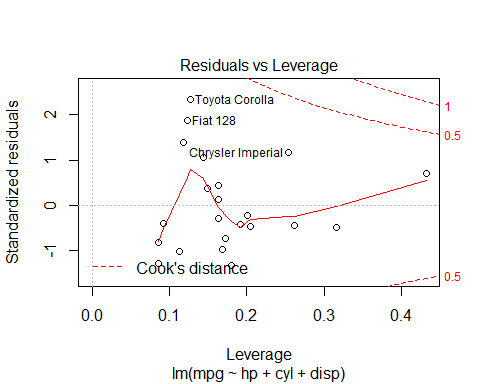 Residuals vs Leverage
Standardized residuals
2
1
0
-1
Toyota Corolla
Fiat 128
Chrysler Imperial
1
0.5
0.5
Cook's distance
0.0 0.1 0.2 0.3 0.4
Leverage
lm(mpg ~ hp + cyl + disp)